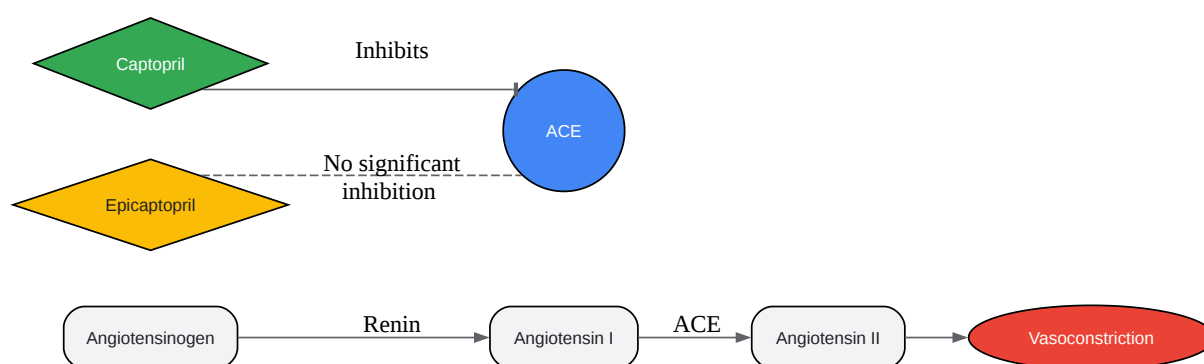 Captopril
Inhibits
ACE
No significant
inhibition
Epicaptopril
Angiotensinogen
Renin
Angiotensin I
ACE
Angiotensin II
Vasoconstriction